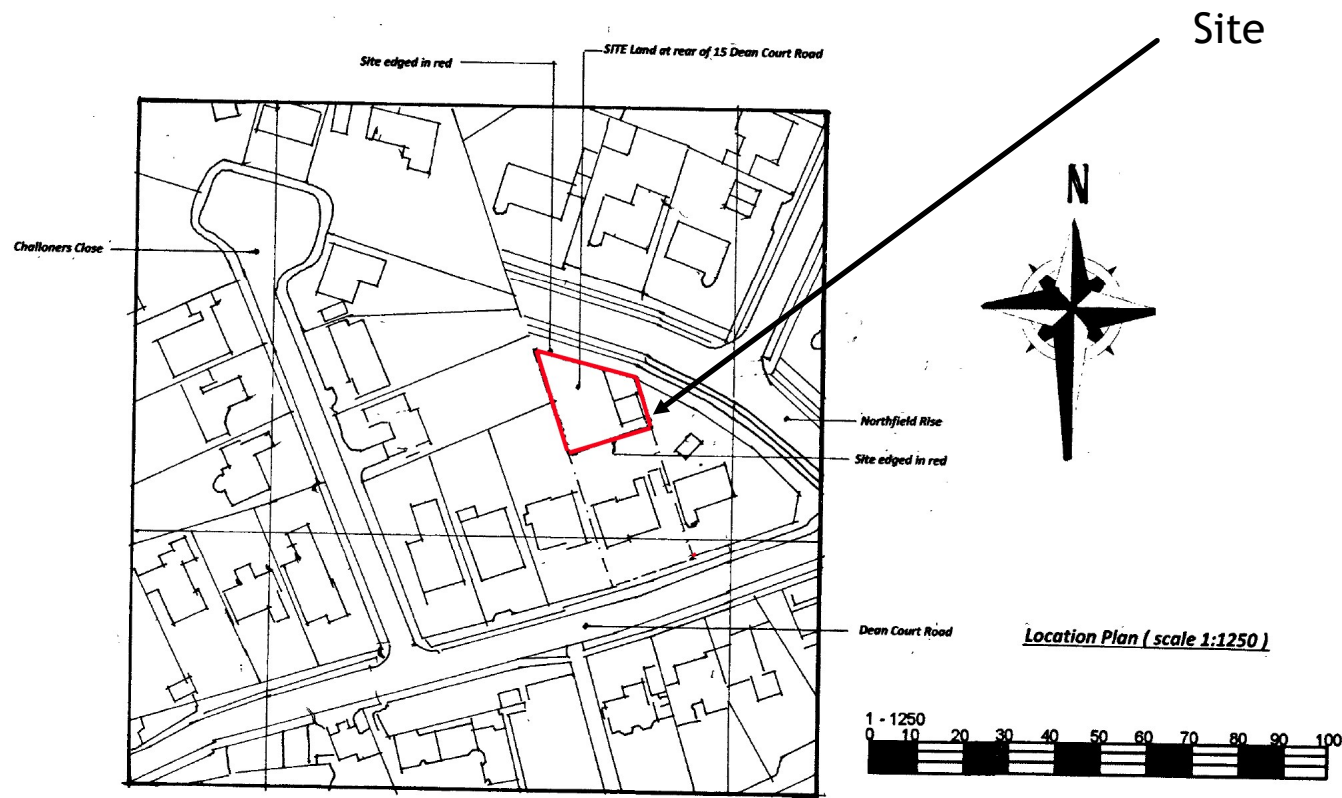 Site
SITE Land at rear of 15 Dean Court Road
Site edged in red
N
Challoners Close
Northfield Rise
Site edged in red
Dean Court Road
Location Plan ( scale 1:1250 )
1 - 1250
0 10 20 30 40 50 60 70 80 90 100